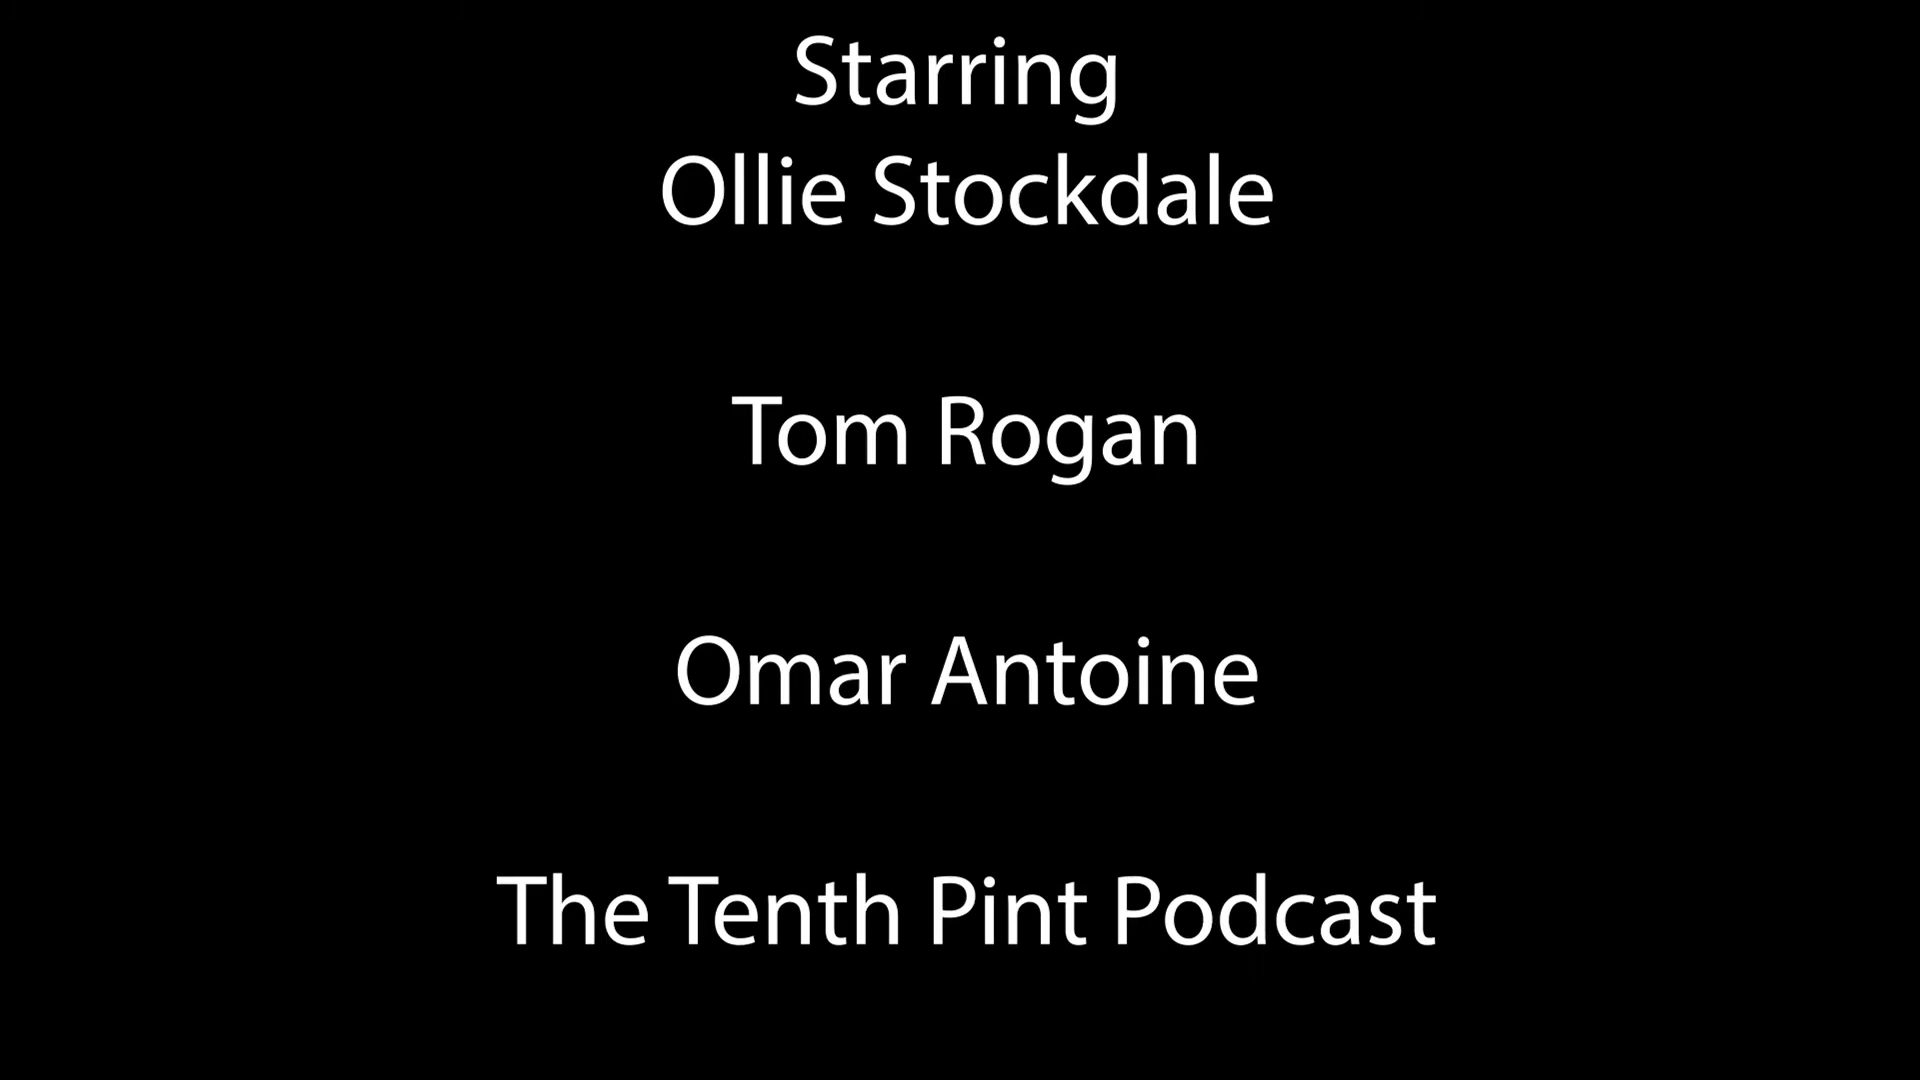 Starring
Ollie Stockdale
Tom Rogan
Omar Antoine
The Tenth Pint Podcast